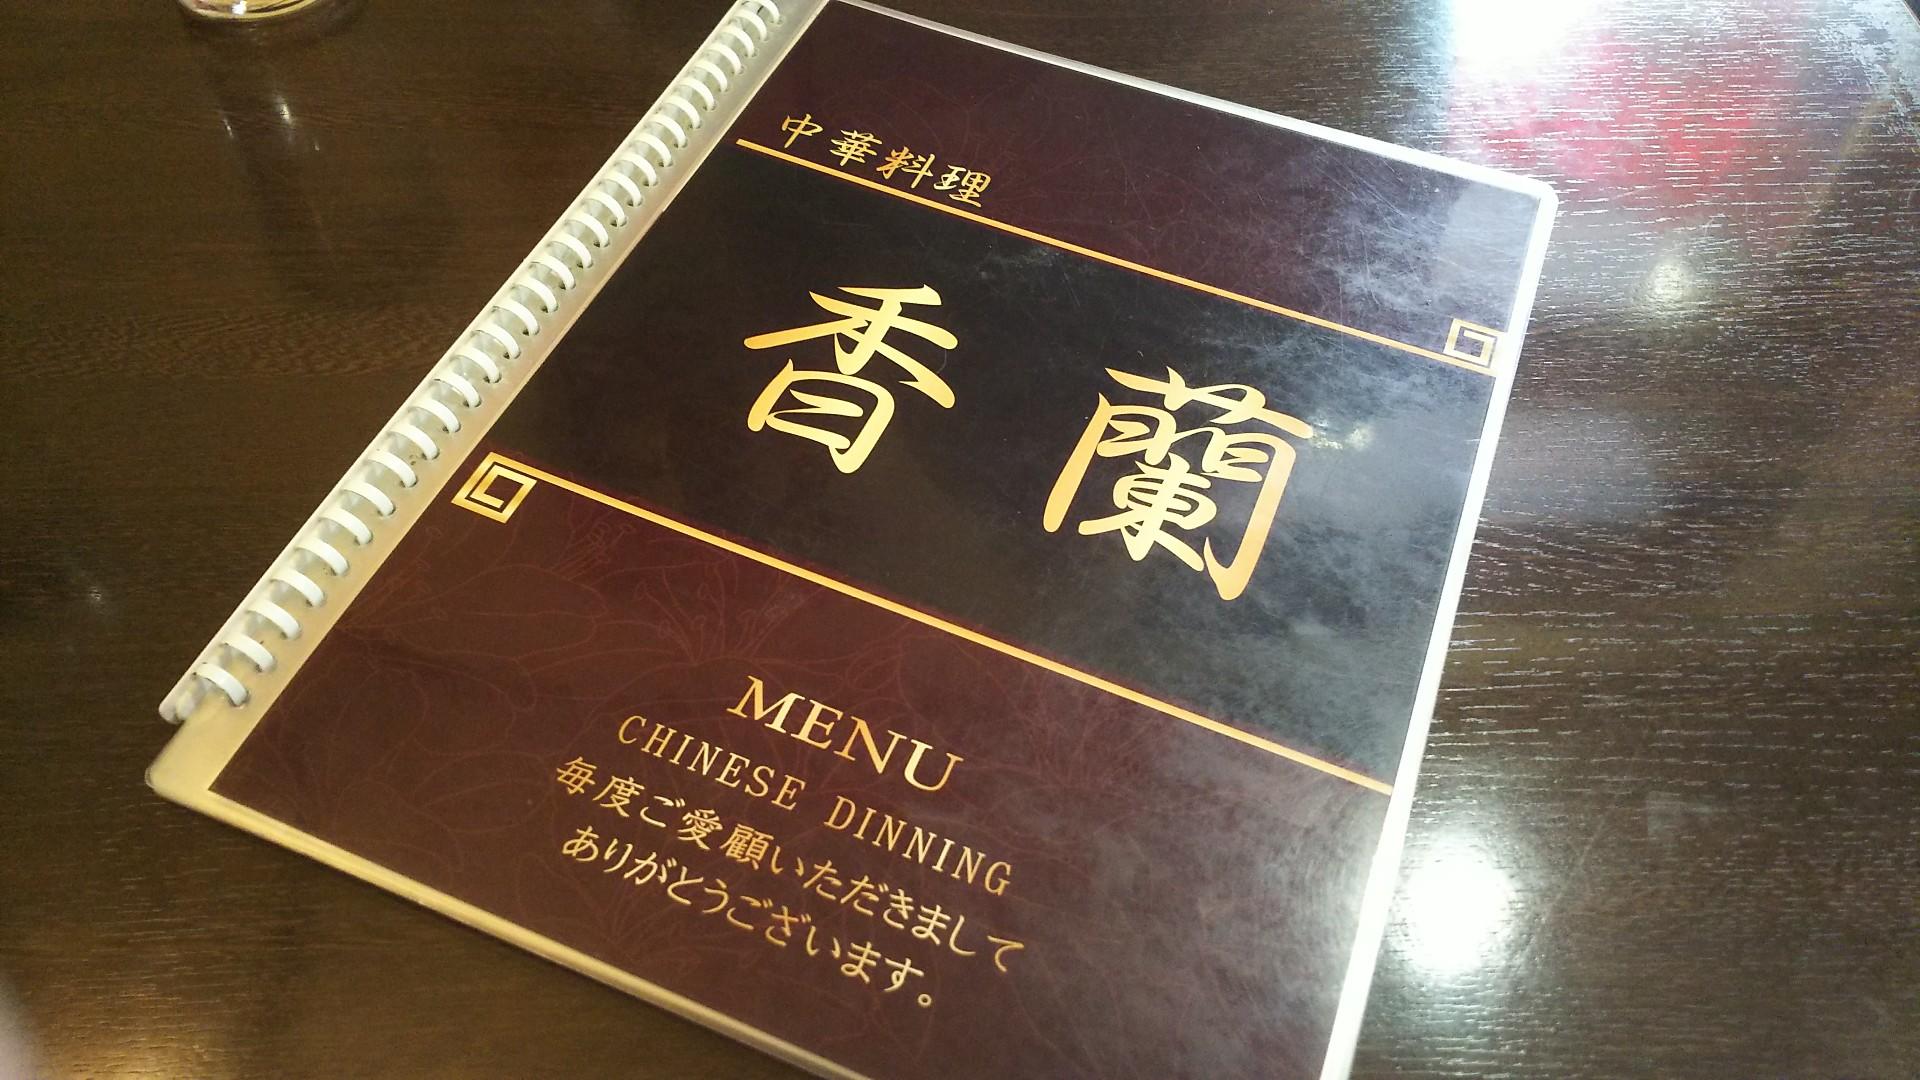 中華料理
香蘭
MENU
CHINESE DINNING
毎度ご愛顧いただきまして
ありがとうございます。